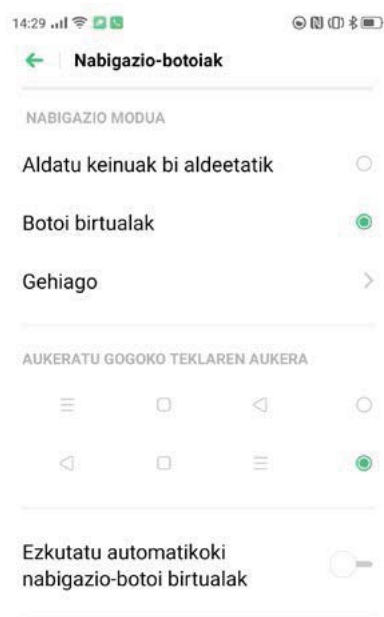 14:29
Nabigazio-botoiak
NABIGAZIO MODUA
Aldatu keinuak bi aldeetatik
Botoi birtualak
Gehiago
AUKERATU GOGOKO TEKLAREN AUKERA
Ezkutatu automatikoki
nabigazio-botoi birtualak